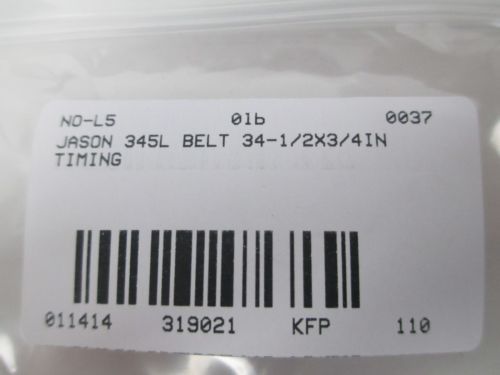 NO-L5 01b 0037
JASON 345L BELT 34-1/2X3/4IN
TIMING
011414 319021 KFP 110